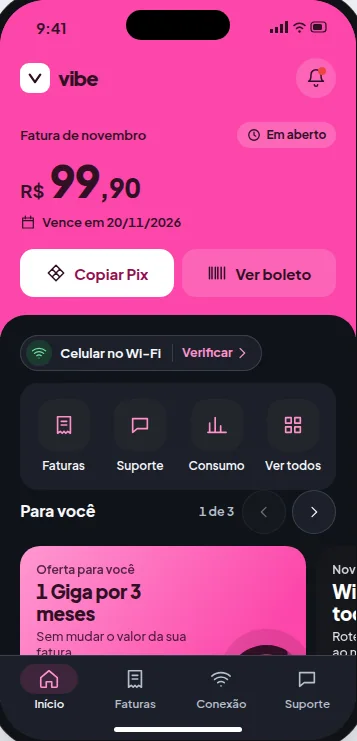 9:41
vibe
Fatura de novembro
Em aberto
R$ 99,90
Vence em 20/11/2026
Copiar Pix
Ver boleto
Celular no Wi-Fi
Verificar
Faturas
Suporte
Consumo
Ver todos
Para você
1 de 3
Oferta para você
1 Giga por 3
meses
Sem mudar o valor da sua
fatura
Início
Faturas
Conexão
Suporte